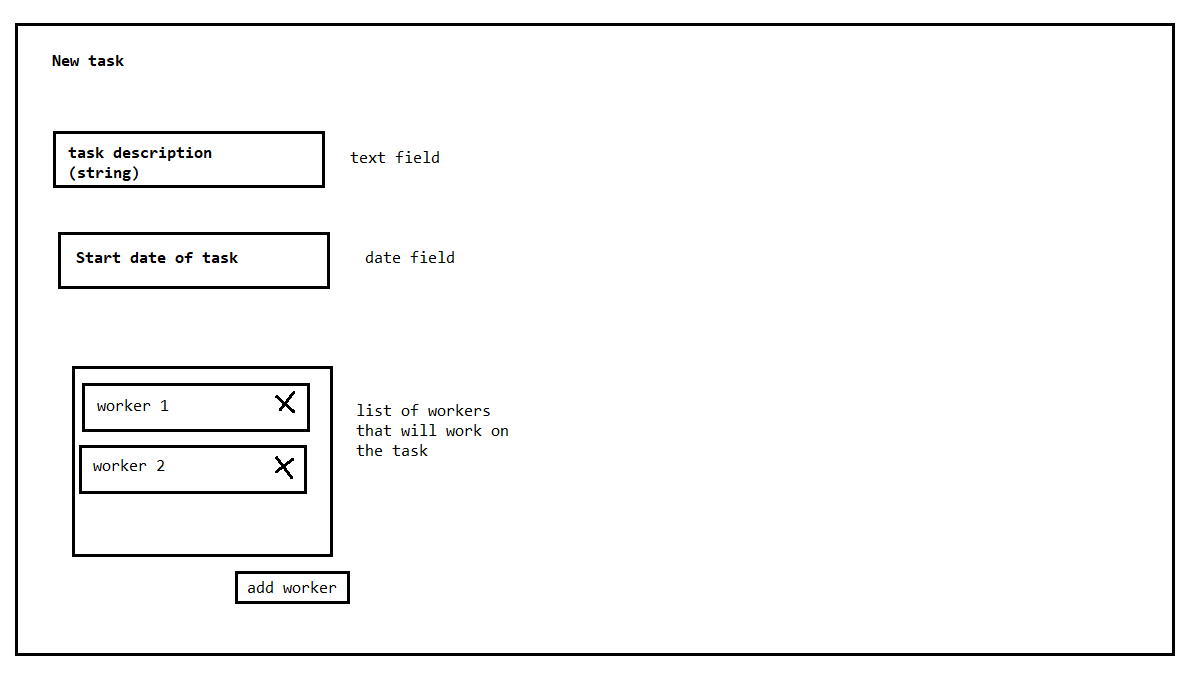 New task
task description
(string)
text field
Start date of task
date field
worker 1
worker 2
list of workers
that will work on
the task
add worker